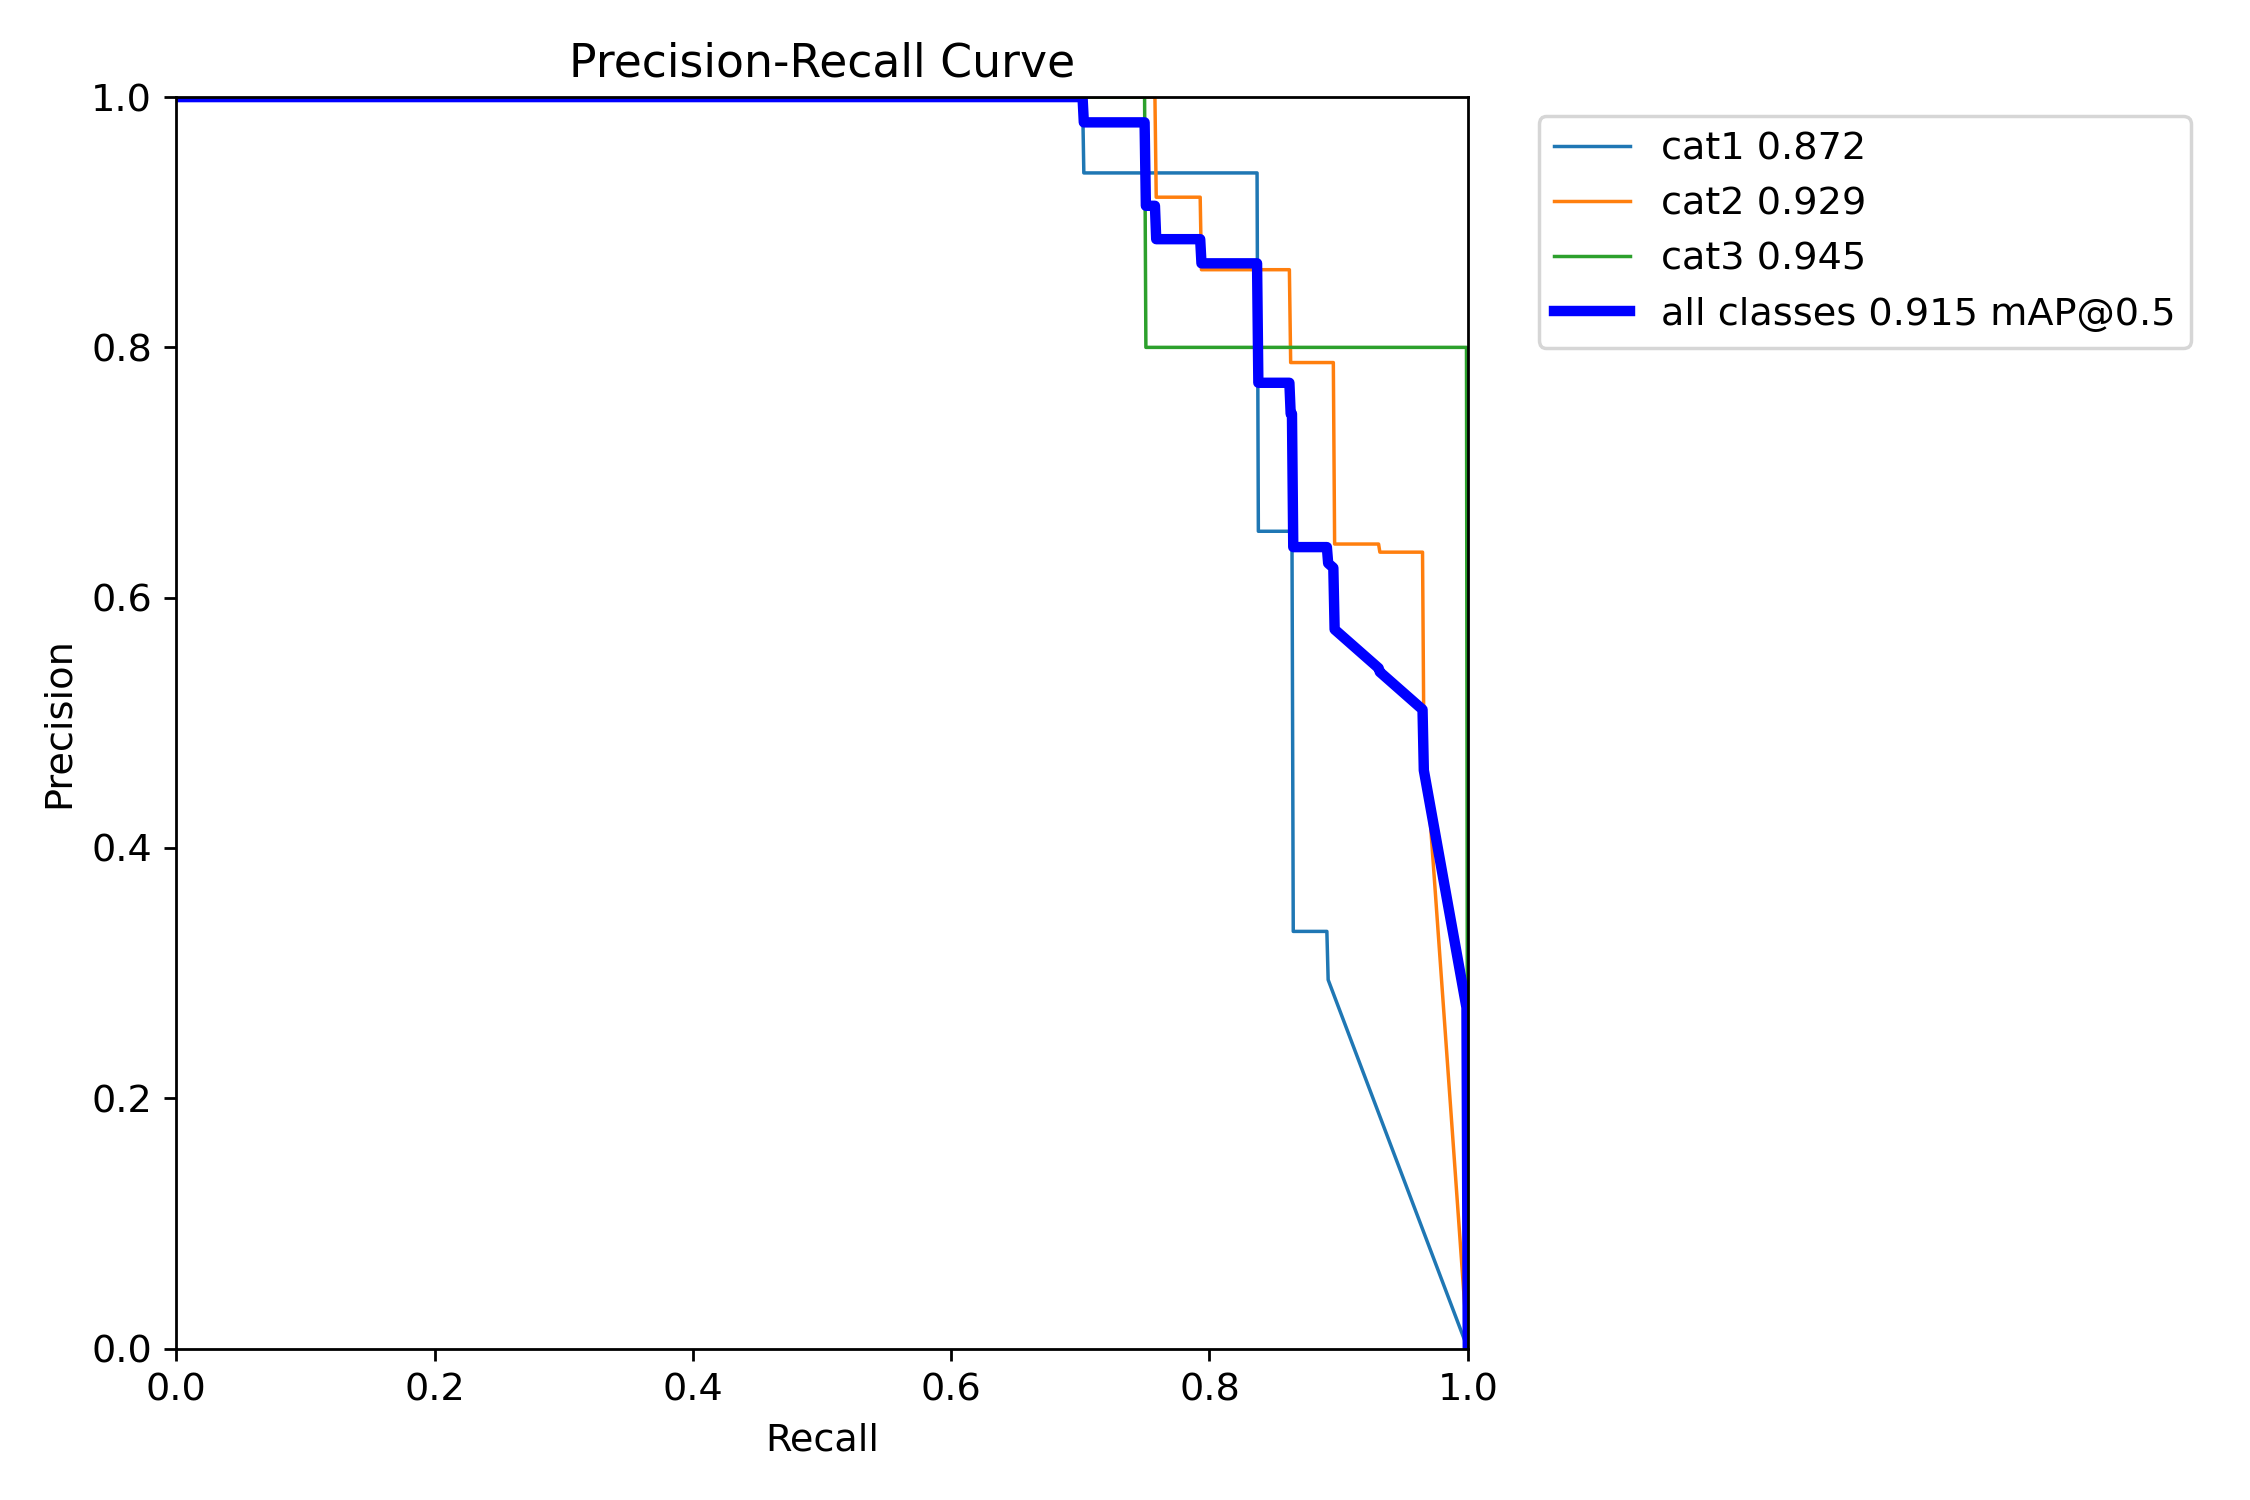 Precision-Recall Curve
1.0
0.8
0.6
0.4
0.2
0.0
Precision
0.0 0.2 0.4 0.6 0.8 1.0
Recall
cat1 0.872
cat2 0.929
cat3 0.945
all classes 0.915 mAP@0.5